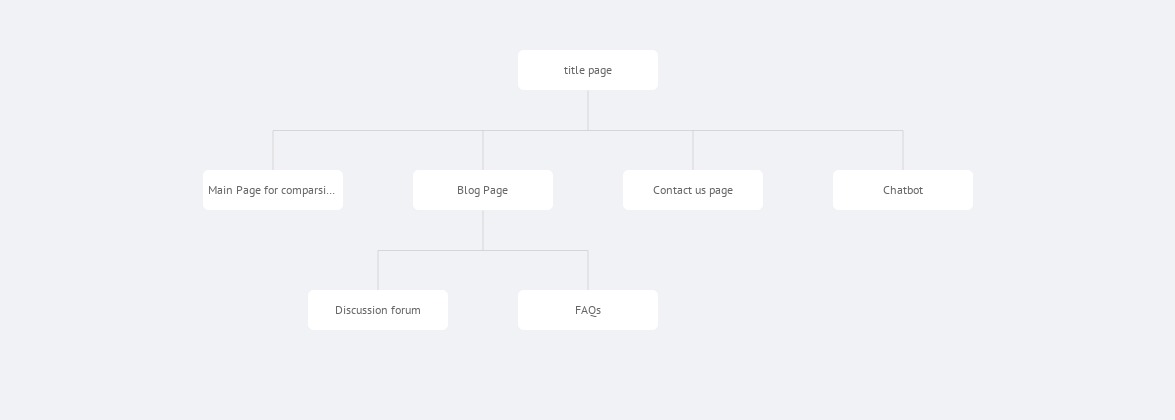 title page
Main Page for comparsi...
Blog Page
Contact us page
Chatbot
Discussion forum
FAQs